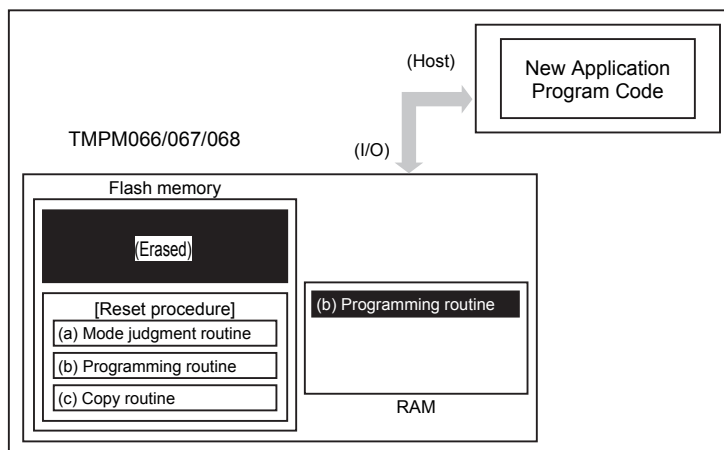 (Host)
New Application
Program Code
TMPM066/067/068
(I/O)
Flash memory
(Erased)
[Reset procedure]
(a) Mode judgment routine
(b) Programming routine
(c) Copy routine
(b) Programming routine
RAM